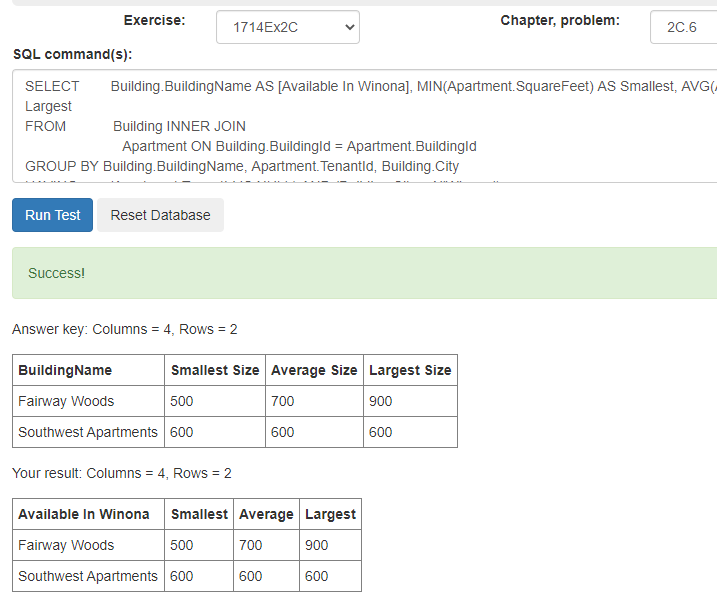 Exercise: 1714Ex2C Chapter, problem: 2C.6
SQL command(s):
SELECT Building.BuildingName AS [Available In Winona], MIN(Apartment.SquareFeet) AS Smallest, AVG(
Largest
FROM Building INNER JOIN
Apartment ON Building.BuildingId = Apartment.BuildingId
GROUP BY Building.BuildingName, Apartment.TenantId, Building.City
Run Test Reset Database
Success!
Answer key: Columns = 4, Rows = 2
BuildingName Smallest Size Average Size Largest Size
Fairway Woods 500 700 900
Southwest Apartments 600 600 600
Your result: Columns = 4, Rows = 2
Available In Winona Smallest Average Largest
Fairway Woods 500 700 900
Southwest Apartments 600 600 600